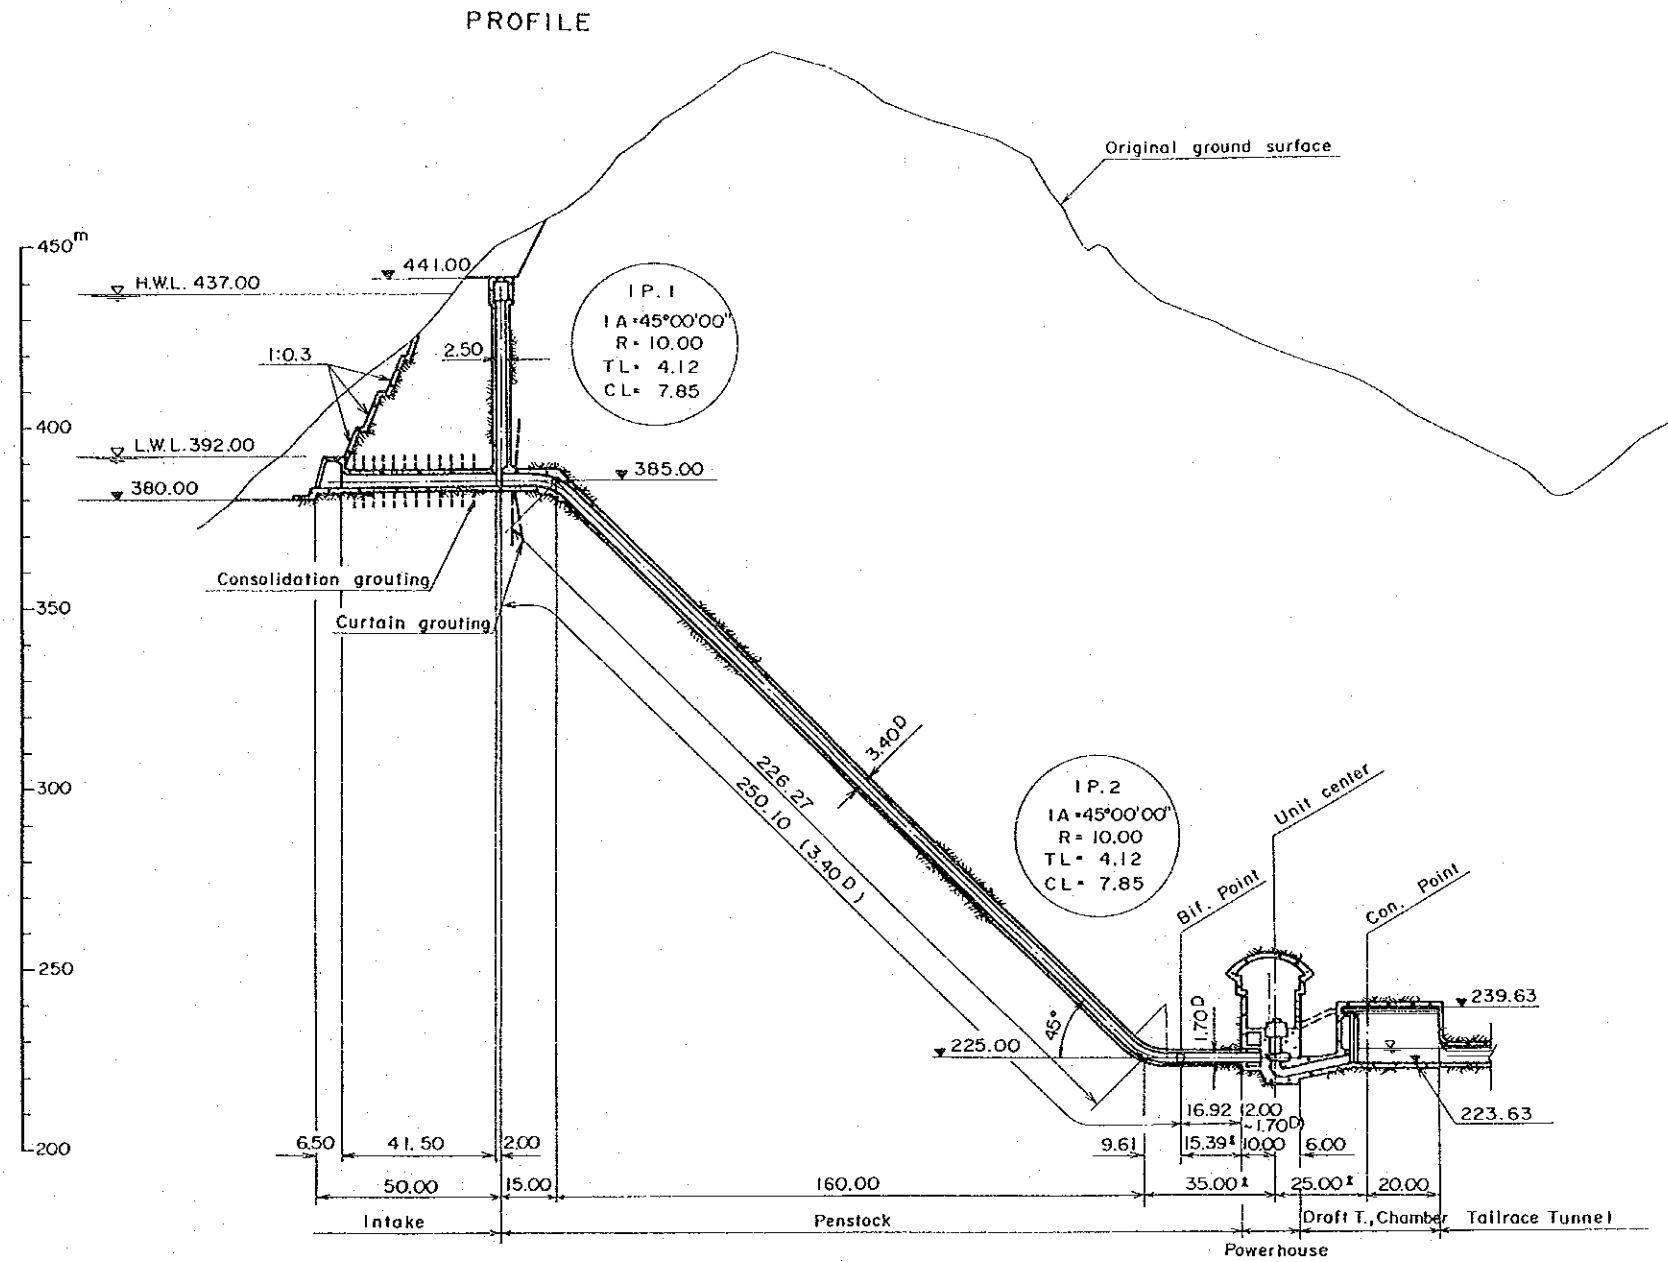 PROFILE
Original ground surface
450m
441.00
H.W.L. 437.00
I P. 1
I A=45°00'00"
R= 10.00
TL= 4.12
CL= 7.85
1:0.3
2.50
400
L.W.L. 392.00
385.00
380.00
Consolidation grouting
350
Curtain grouting
3.40D
300
226.27
250.10 (3.40 D)
I P. 2
I A=45°00'00"
R= 10.00
TL= 4.12
CL= 7.85
Unit center
Bif. Point
Con. Point
250
239.63
1.70D
45°
225.00
223.63
16.92 (2.00
~1.70D)
200
6.50 41.50 2.00 9.61 15.39 10.00 6.00
50.00 15.00 160.00 35.00 25.00 20.00
Intake Penstock Draft T., Chamber Tailrace Tunnel
Powerhouse